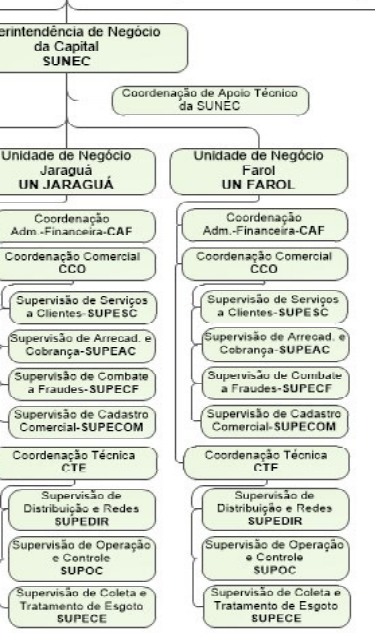 erintendência de Negócio
da Capital
SUNEC
Coordenação de Apoio Técnico
da SUNEC
Unidade de Negócio
Jaraguá
UN JARAGUÁ
Coordenação
Adm.-Financeira-CAF
Coordenação Comercial
CCO
Supervisão de Serviços
a Clientes-SUPESC
Supervisão de Arrecad. e
Cobrança-SUPEAC
Supervisão de Combate
a Fraudes-SUPECF
Supervisão de Cadastro
Comercial-SUPECOM
Coordenação Técnica
CTE
Supervisão de
Distribuição e Redes
SUPEDIR
Supervisão de Operação
e Controle
SUPOC
Supervisão de Coleta e
Tratamento de Esgoto
SUPECE
Unidade de Negócio
Farol
UN FAROL
Coordenação
Adm.-Financeira-CAF
Coordenação Comercial
CCO
Supervisão de Serviços
a Clientes-SUPESC
Supervisão de Arrecad. e
Cobrança-SUPEAC
Supervisão de Combate
a Fraudes-SUPECF
Supervisão de Cadastro
Comercial-SUPECOM
Coordenação Técnica
CTE
Supervisão de
Distribuição e Redes
SUPEDIR
Supervisão de Operação
e Controle
SUPOC
Supervisão de Coleta e
Tratamento de Esgoto
SUPECE